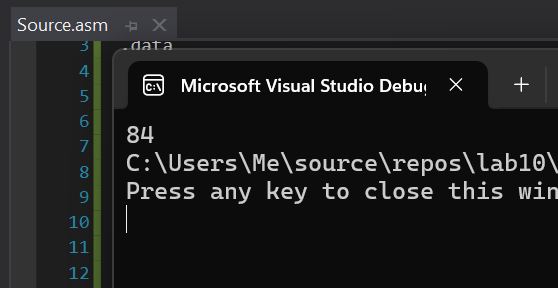 Source.asm
3 .data
4
5
6
7
8
9
10
11
12
C:\ Microsoft Visual Studio Debu
84
C:\Users\Me\source\repos\lab10\
Press any key to close this win